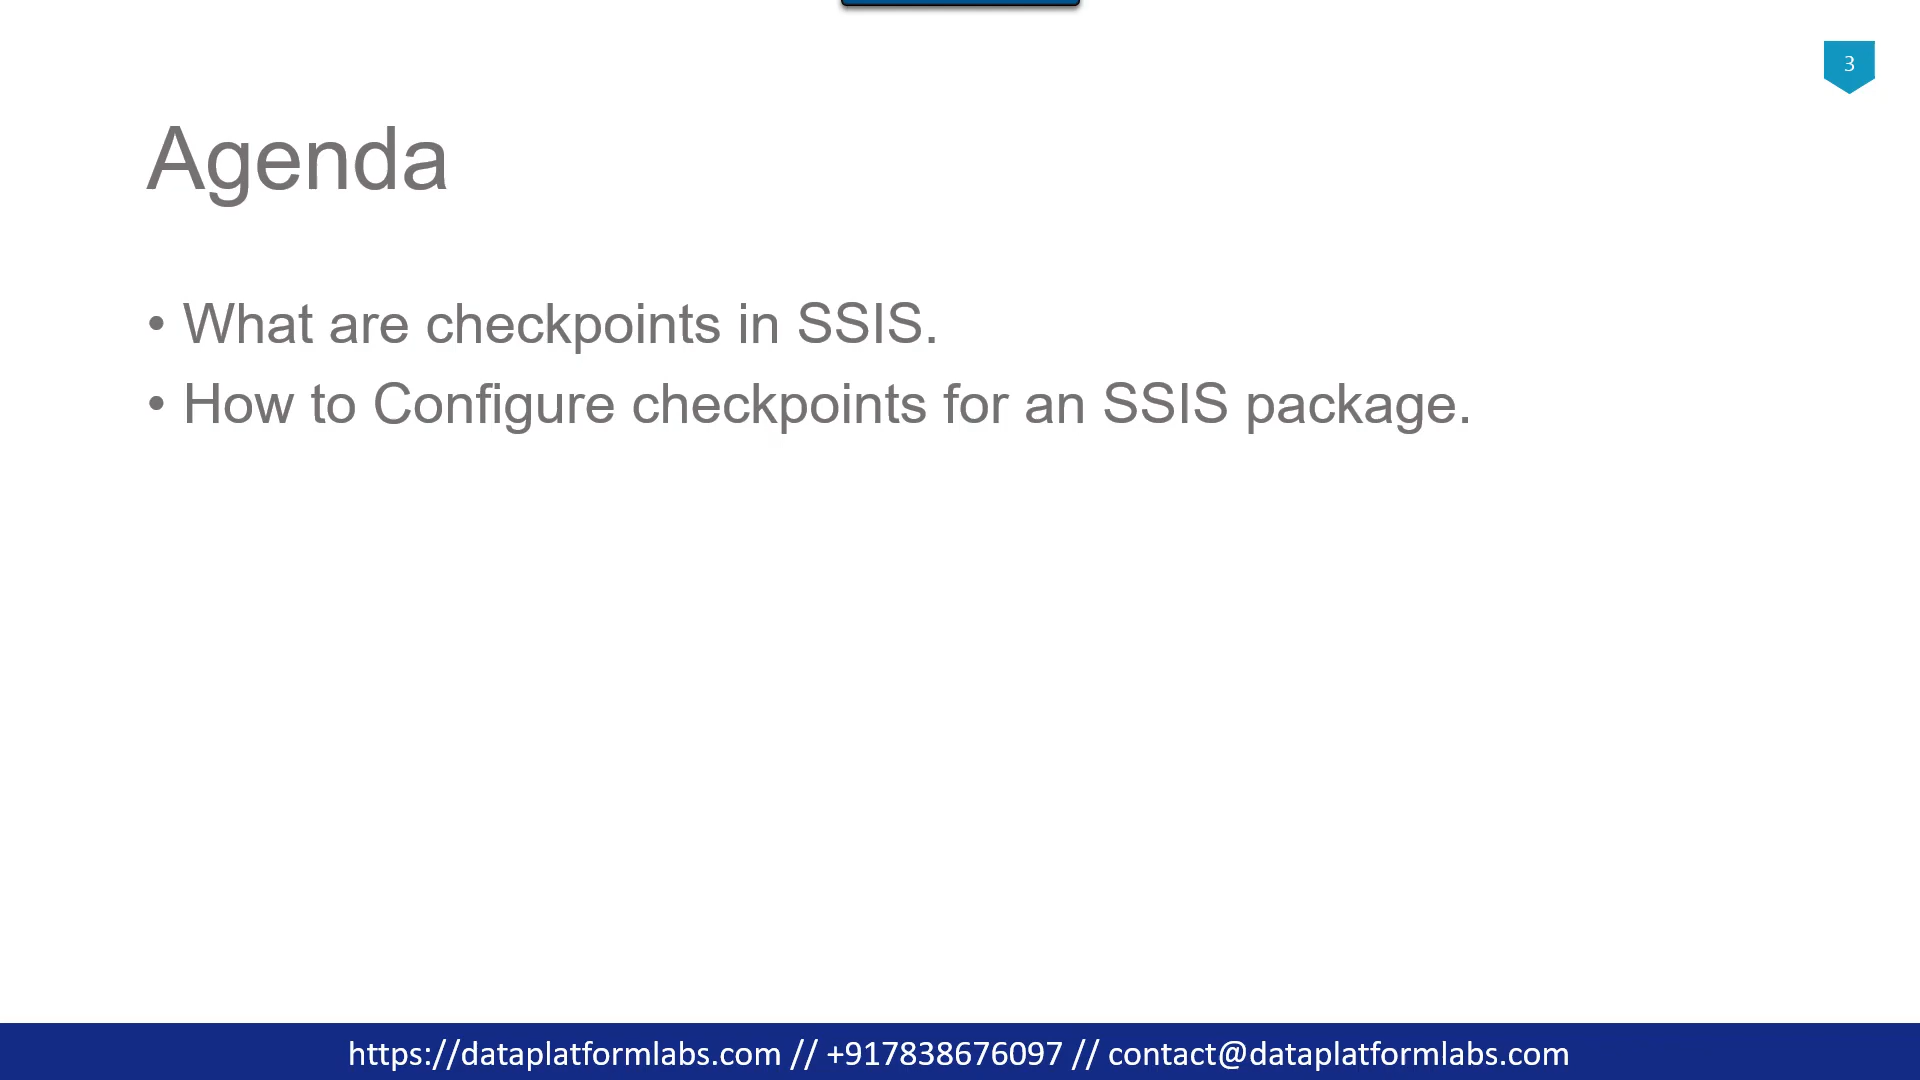 3
Agenda
• What are checkpoints in SSIS.
• How to Configure checkpoints for an SSIS package.
https://dataplatformlabs.com // +917838676097 // contact@dataplatformlabs.com